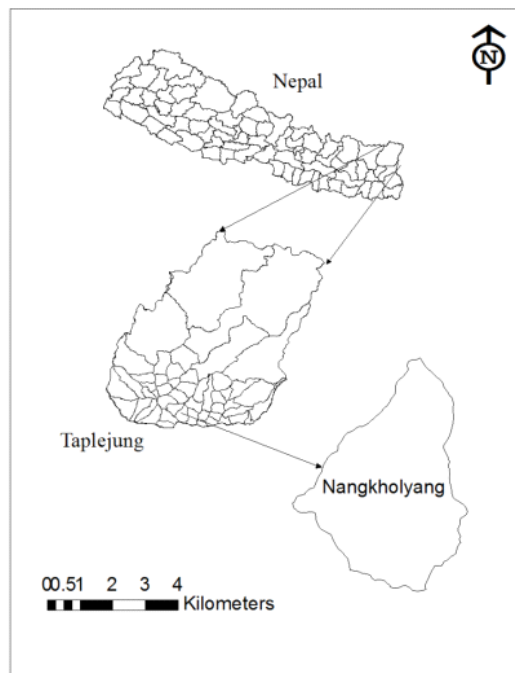 N
Nepal
Taplejung
Nangkholyang
00.51 2 3 4
Kilometers